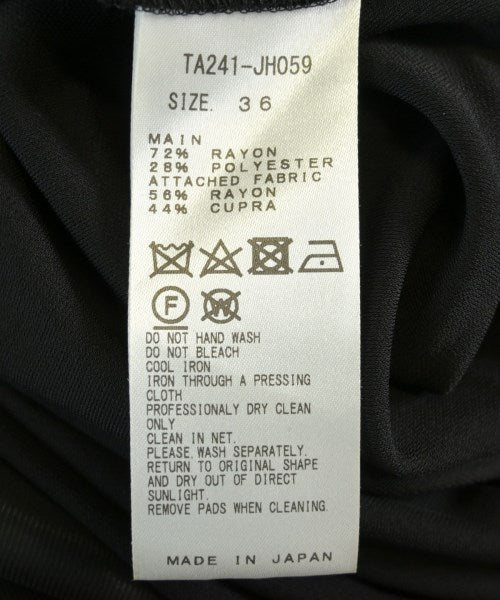 TA241-JH059
SIZE. 36
MAIN
72% RAYON
28% POLYESTER
ATTACHED FABRIC
56% RAYON
44% CUPRA
F W
DO NOT HAND WASH
DO NOT BLEACH
COOL IRON
IRON THROUGH A PRESSING
CLOTH
PROFESSIONALY DRY CLEAN
ONLY
CLEAN IN NET.
PLEASE WASH SEPARATELY.
RETURN TO ORIGINAL SHAPE
AND DRY OUT OF DIRECT
SUNLIGHT.
REMOVE PADS WHEN CLEANING.
MADE IN JAPAN